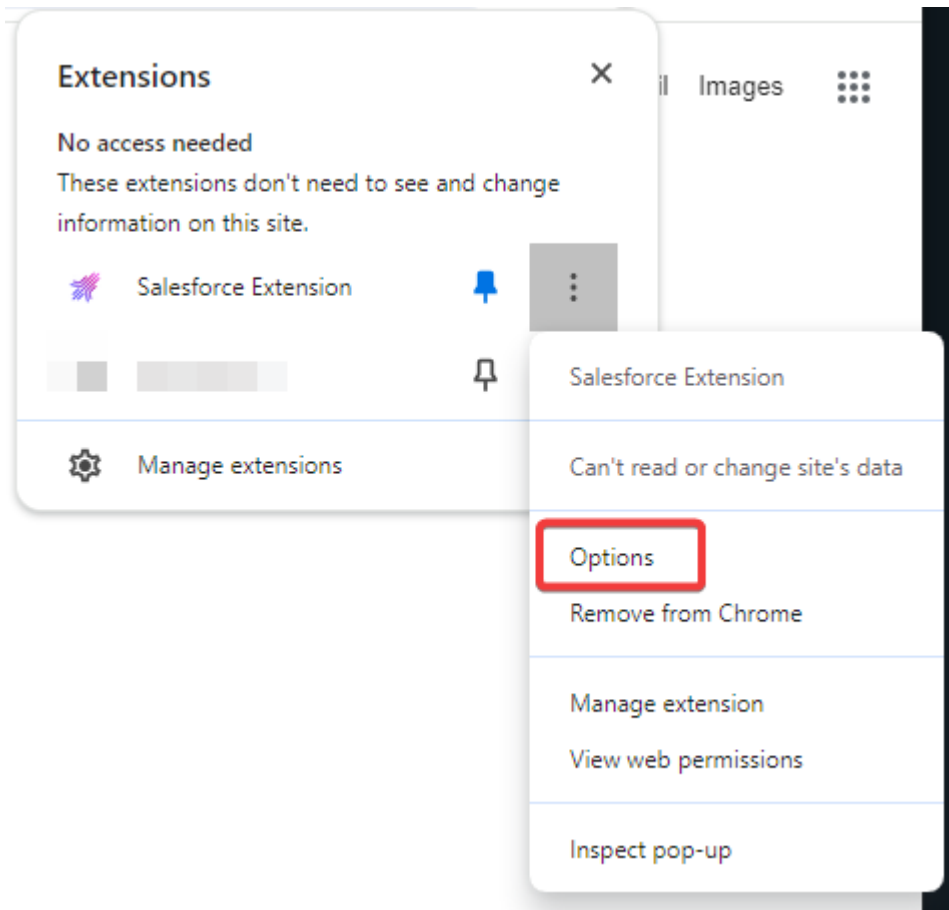 Extensions
Images
No access needed
These extensions don't need to see and change
information on this site.
Salesforce Extension
Manage extensions
Salesforce Extension
Can't read or change site's data
Options
Remove from Chrome
Manage extension
View web permissions
Inspect pop-up